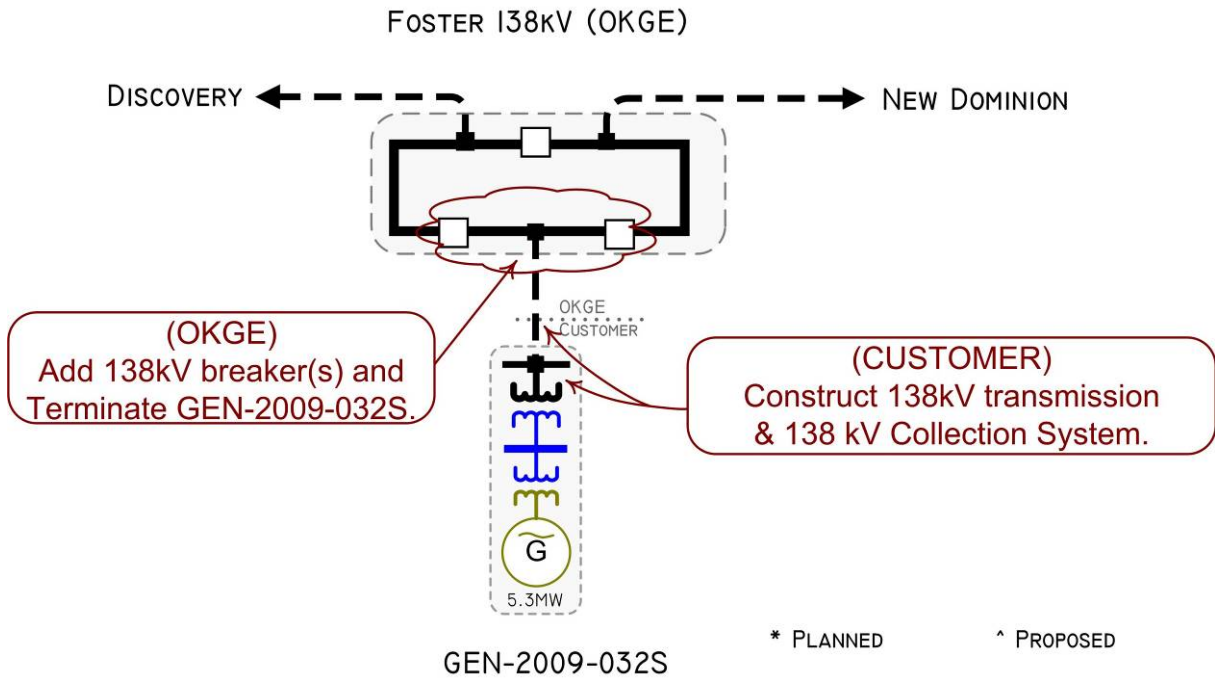 FOSTER 138KV (OKGE)
DISCOVERY
NEW DOMINION
OKGE
CUSTOMER
(OKGE)
Add 138kV breaker(s) and
Terminate GEN-2009-032S.
(CUSTOMER)
Construct 138kV transmission
& 138 kV Collection System.
G
5.3MW
* PLANNED
^ PROPOSED
GEN-2009-032S